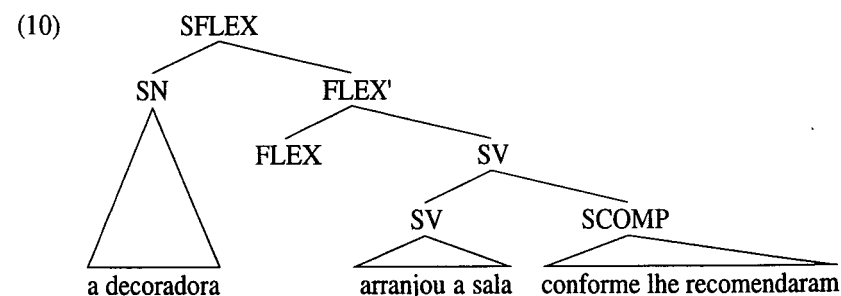 (10) SFLEX
SN FLEX'
FLEX SV
SV SCOMP
a decoradora arranjou a sala conforme lhe recomendaram